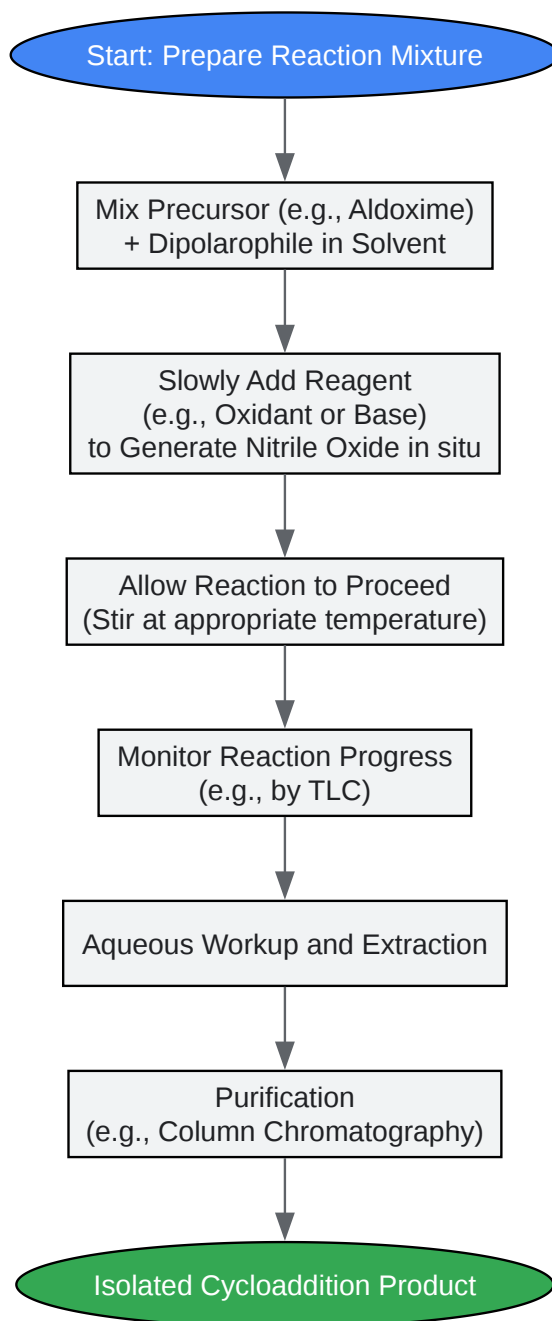 Start: Prepare Reaction Mixture
Mix Precursor (e.g., Aldoxime)
+ Dipolarophile in Solvent
Slowly Add Reagent
(e.g., Oxidant or Base)
to Generate Nitrile Oxide in situ
Allow Reaction to Proceed
(Stir at appropriate temperature)
Monitor Reaction Progress
(e.g., by TLC)
Aqueous Workup and Extraction
Purification
(e.g., Column Chromatography)
Isolated Cycloaddition Product